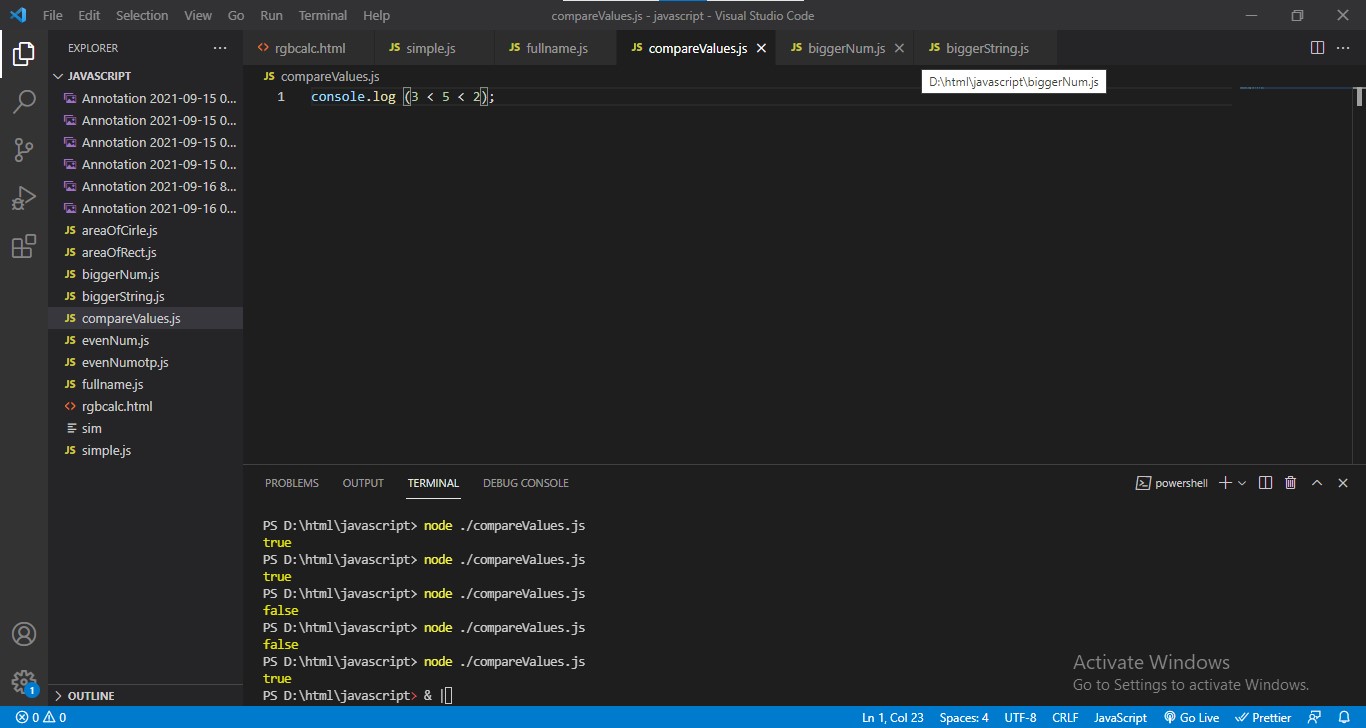 File Edit Selection View Go Run Terminal Help compareValues.js - javascript - Visual Studio Code
EXPLORER ···
JAVASCRIPT
Annotation 2021-09-15 0...
Annotation 2021-09-15 0...
Annotation 2021-09-15 0...
Annotation 2021-09-15 0...
Annotation 2021-09-16 8...
Annotation 2021-09-16 0...
JS areaOfCirle.js
JS areaOfRect.js
JS biggerNum.js
JS biggerString.js
JS compareValues.js
JS evenNum.js
JS evenNumotp.js
JS fullname.js
<> rgbcalc.html
sim
JS simple.js
OUTLINE
1
<> rgbcalc.html JS simple.js JS fullname.js JS compareValues.js JS biggerNum.js JS biggerString.js ···
JS compareValues.js
D:\html\javascript\biggerNum.js
1 console.log (3 < 5 < 2);
PROBLEMS OUTPUT TERMINAL DEBUG CONSOLE powershell
PS D:\html\javascript> node ./compareValues.js
true
PS D:\html\javascript> node ./compareValues.js
true
PS D:\html\javascript> node ./compareValues.js
false
PS D:\html\javascript> node ./compareValues.js
false
PS D:\html\javascript> node ./compareValues.js
true
PS D:\html\javascript> & |
Activate Windows
Go to Settings to activate Windows.
0 0 Ln 1, Col 23 Spaces: 4 UTF-8 CRLF JavaScript Go Live Prettier